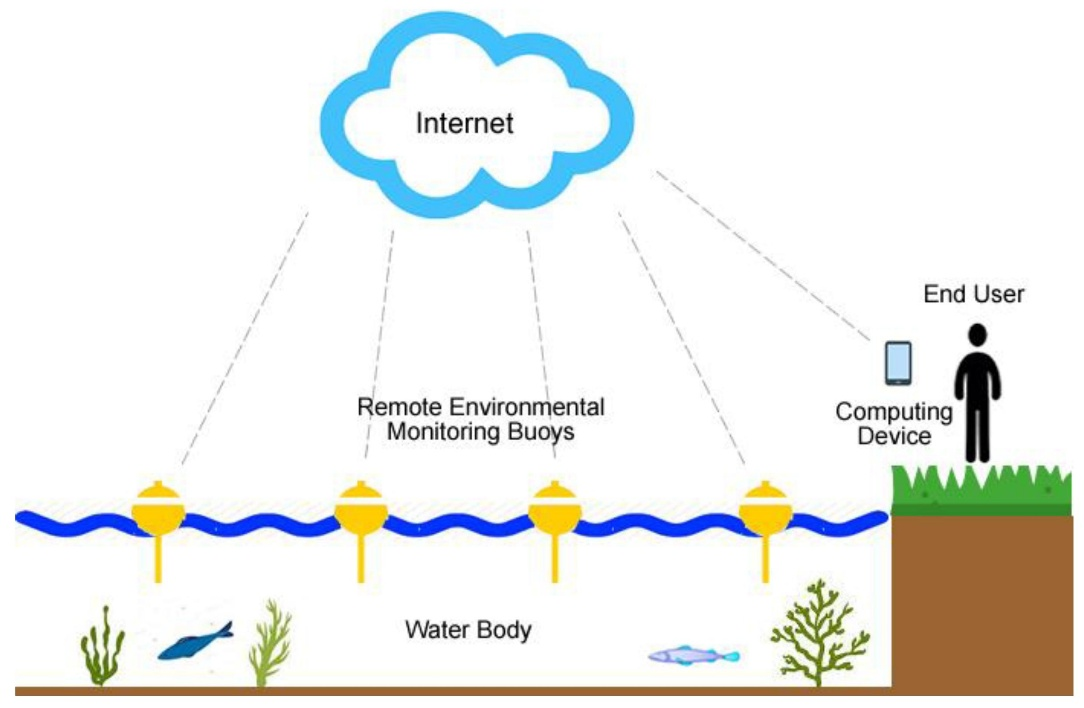 Internet
End User
Remote Environmental
Monitoring Buoys
Computing
Device
Water Body